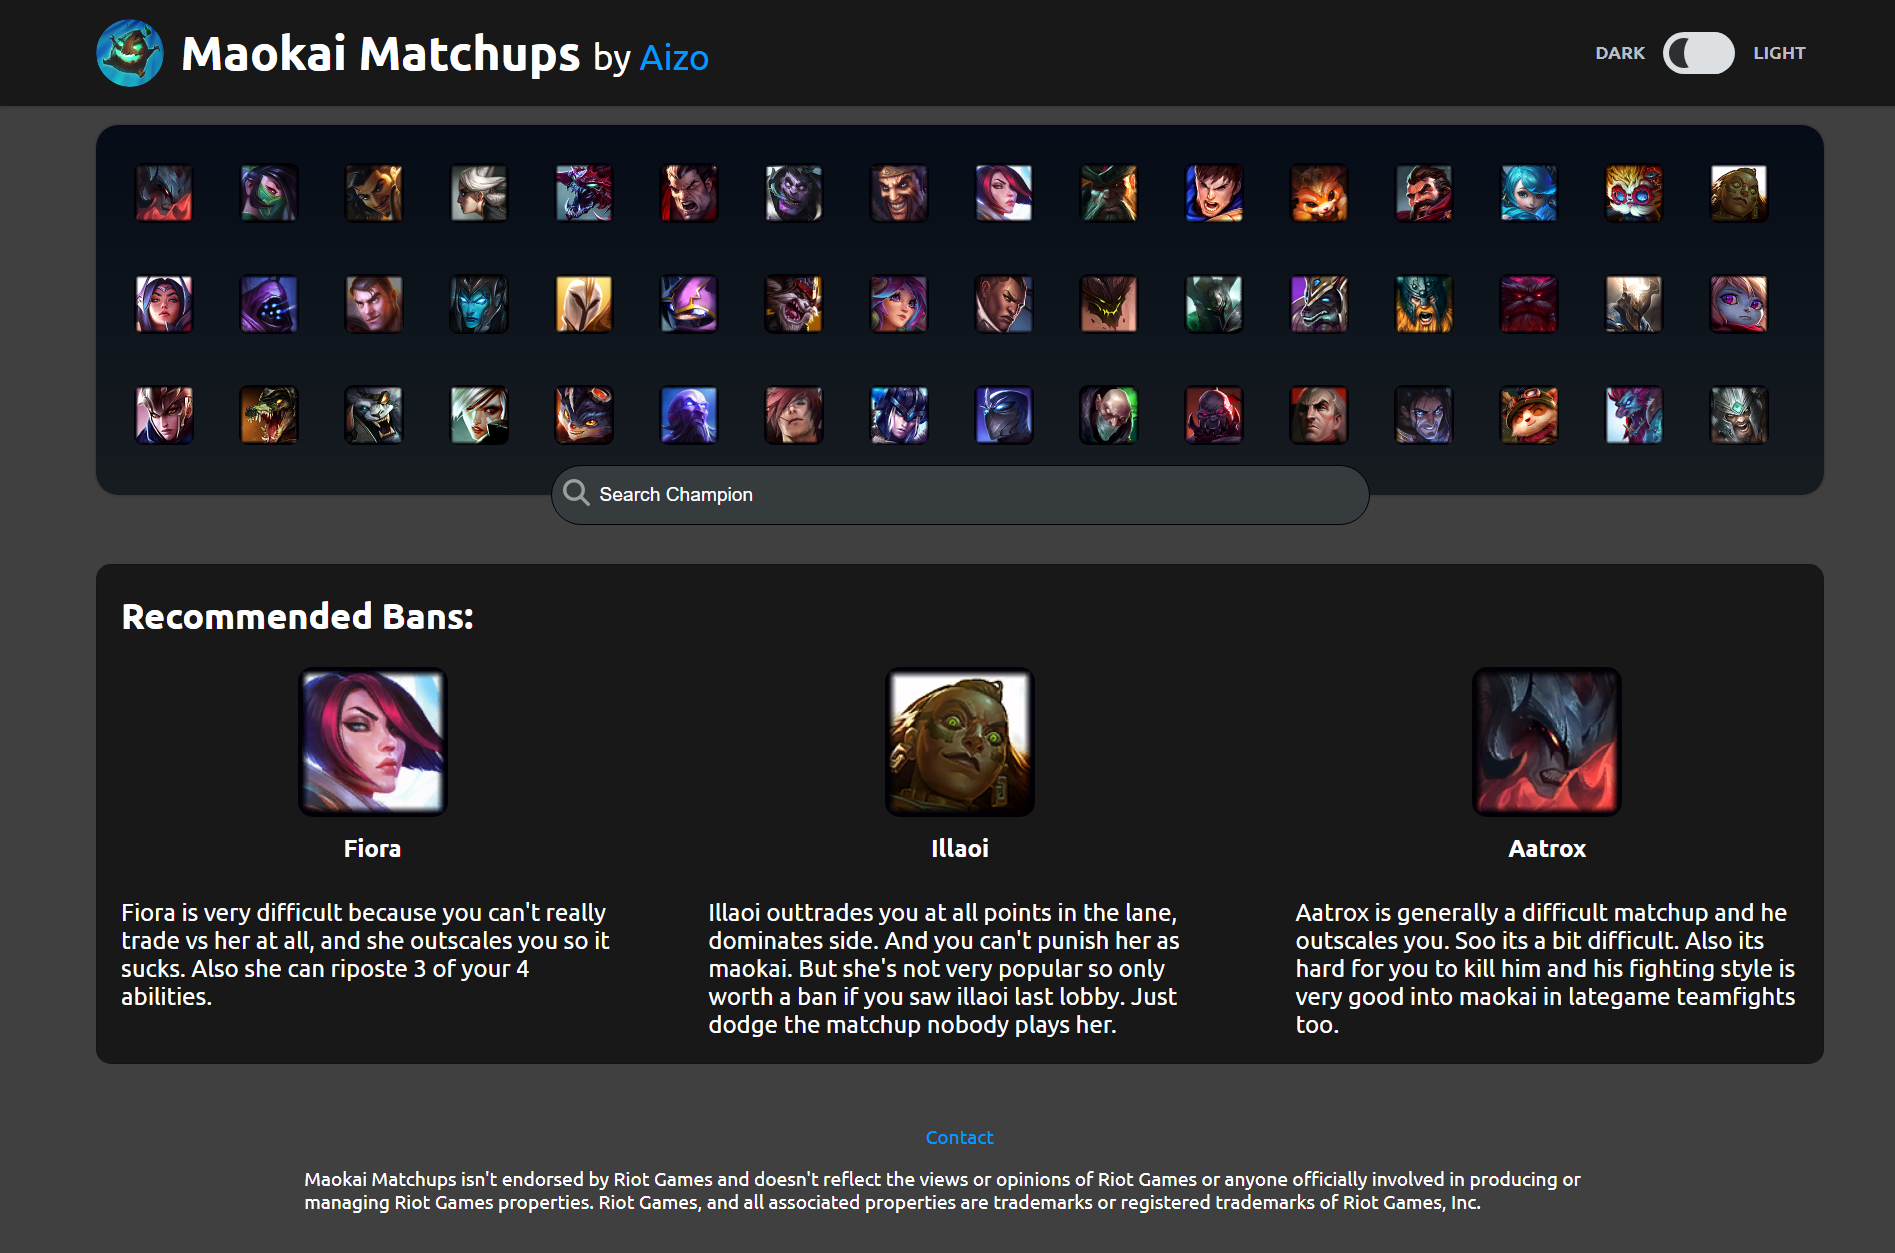 Maokai Matchups by Aizo
DARK
LIGHT
Search Champion
Recommended Bans:
Fiora
Fiora is very difficult because you can't really
trade vs her at all, and she outscales you so it
sucks. Also she can riposte 3 of your 4
abilities.
Illaoi
Illaoi outtrades you at all points in the lane,
dominates side. And you can't punish her as
maokai. But she's not very popular so only
worth a ban if you saw illaoi last lobby. Just
dodge the matchup nobody plays her.
Aatrox
Aatrox is generally a difficult matchup and he
outscales you. Soo its a bit difficult. Also its
hard for you to kill him and his fighting style is
very good into maokai in lategame teamfights
too.
Contact
Maokai Matchups isn't endorsed by Riot Games and doesn't reflect the views or opinions of Riot Games or anyone officially involved in producing or
managing Riot Games properties. Riot Games, and all associated properties are trademarks or registered trademarks of Riot Games, Inc.